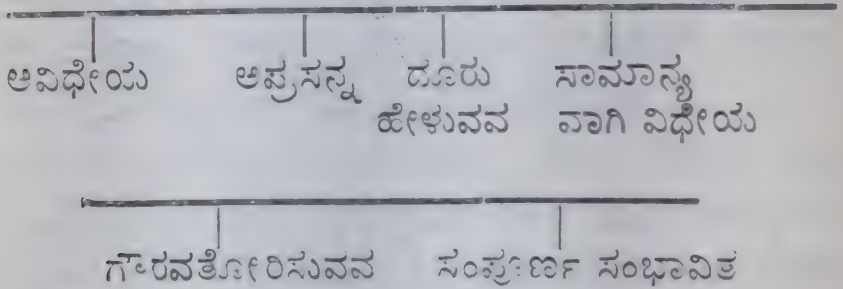 ಅವಿಧೇಯ ಅಪ್ರಸನ್ನ ದೂರು ಸಾಮಾನ್ಯ
ಹೇಳುವವ ವಾಗಿ ವಿಧೇಯ
ಗೌರವತೋರಿಸುವವ ಸಂಪೂರ್ಣ ಸಂಭಾವಿತ